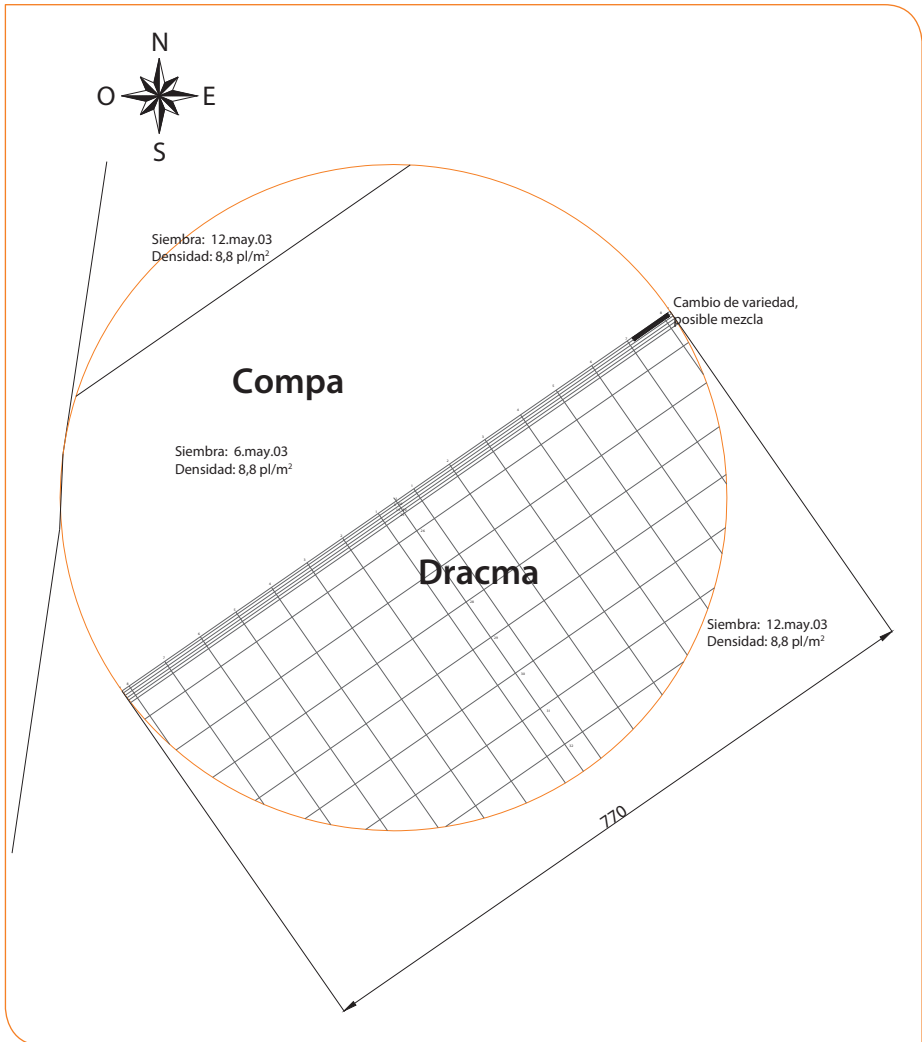 N
O E
S
Siembra: 12.may.03
Densidad: 8,8 pl/m²
Cambio de variedad,
posible mezcla
Compa
Siembra: 6.may.03
Densidad: 8,8 pl/m²
Dracma
Siembra: 12.may.03
Densidad: 8,8 pl/m²
770